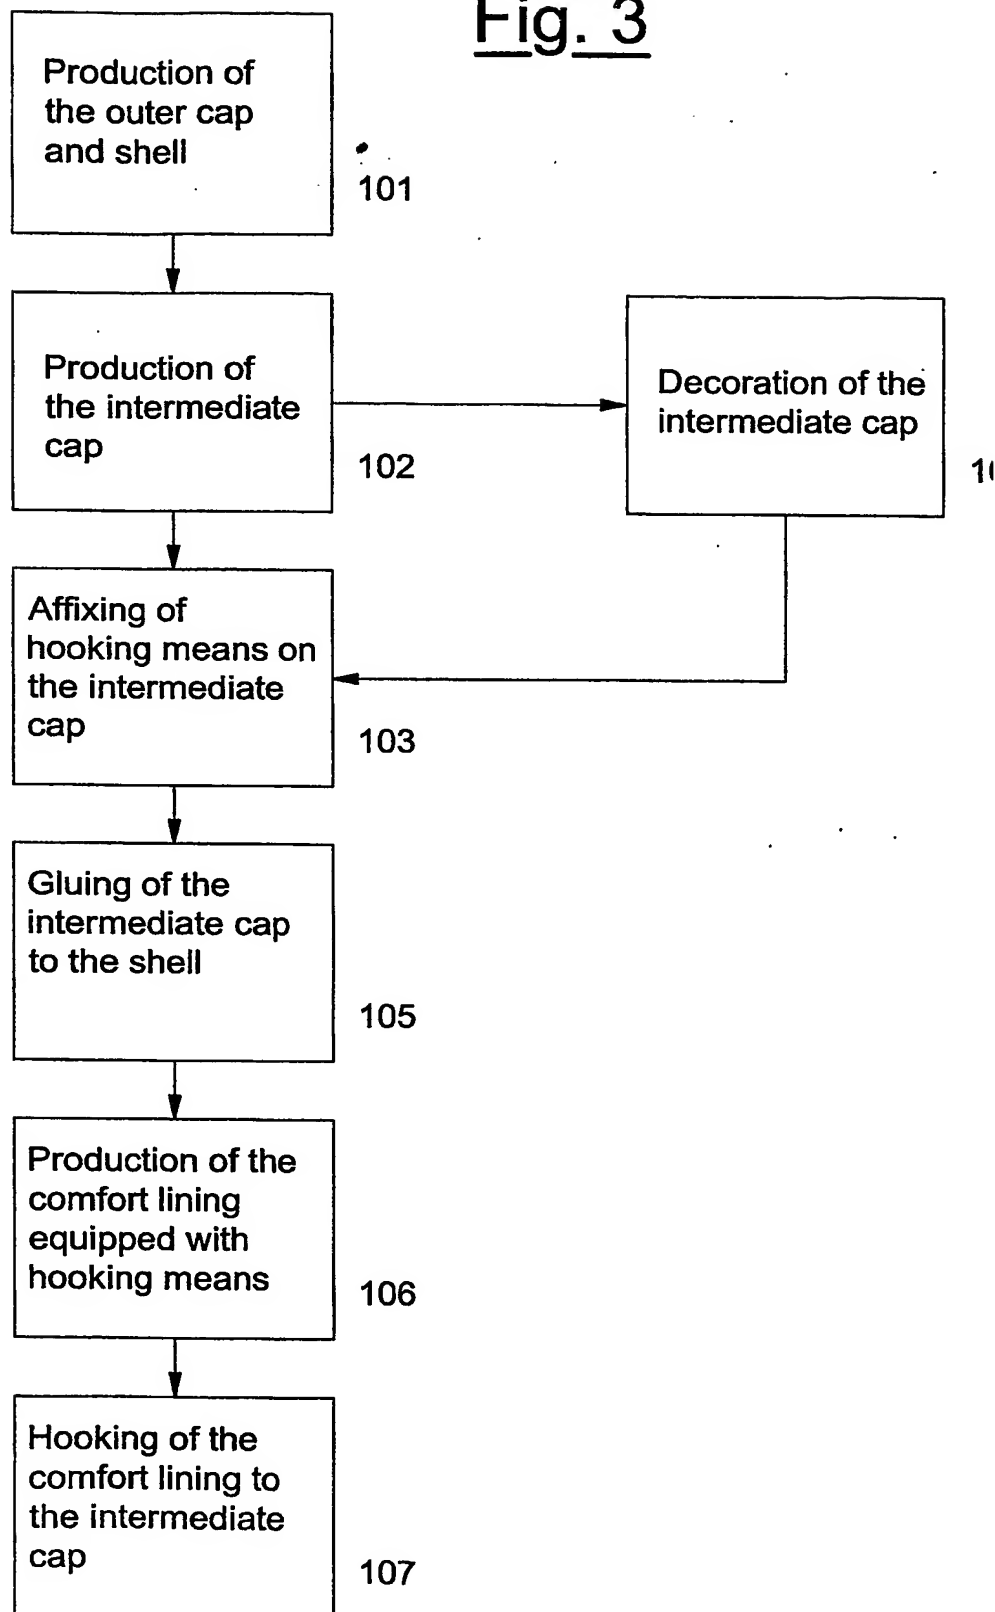 Fig. 3
Production of
the outer cap
and shell
101
Production of
the intermediate
cap
102
Decoration of the
intermediate cap
Affixing of
hooking means on
the intermediate
cap
103
Gluing of the
intermediate cap
to the shell
105
Production of the
comfort lining
equipped with
hooking means
106
Hooking of the
comfort lining to
the intermediate
cap
107